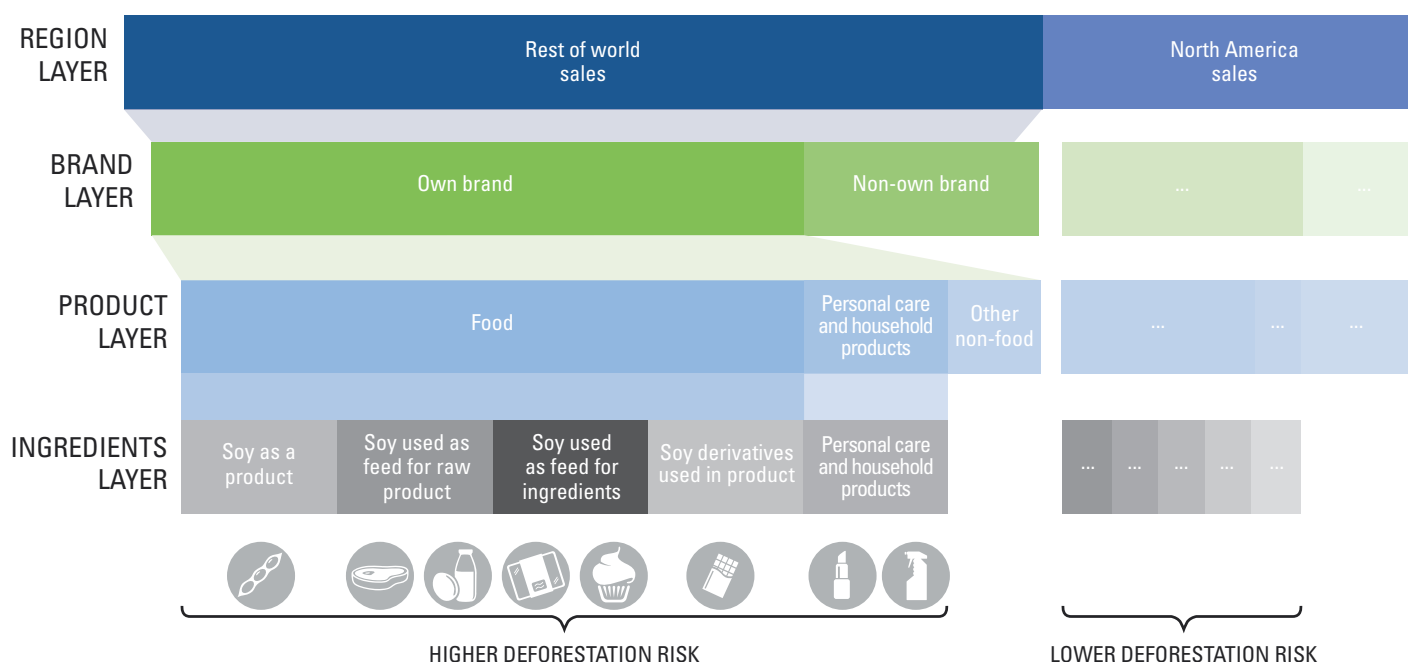 REGION
LAYER
Rest of world
sales
North America
sales
BRAND
LAYER
Own brand
Non-own brand
...
...
PRODUCT
LAYER
Food
Personal care
and household
products
Other
non-food
...
...
...
INGREDIENTS
LAYER
Soy as a
product
Soy used as
feed for raw
product
Soy used
as feed for
ingredients
Soy derivatives
used in product
Personal care
and household
products
...
...
...
...
...
HIGHER DEFORESTATION RISK
LOWER DEFORESTATION RISK